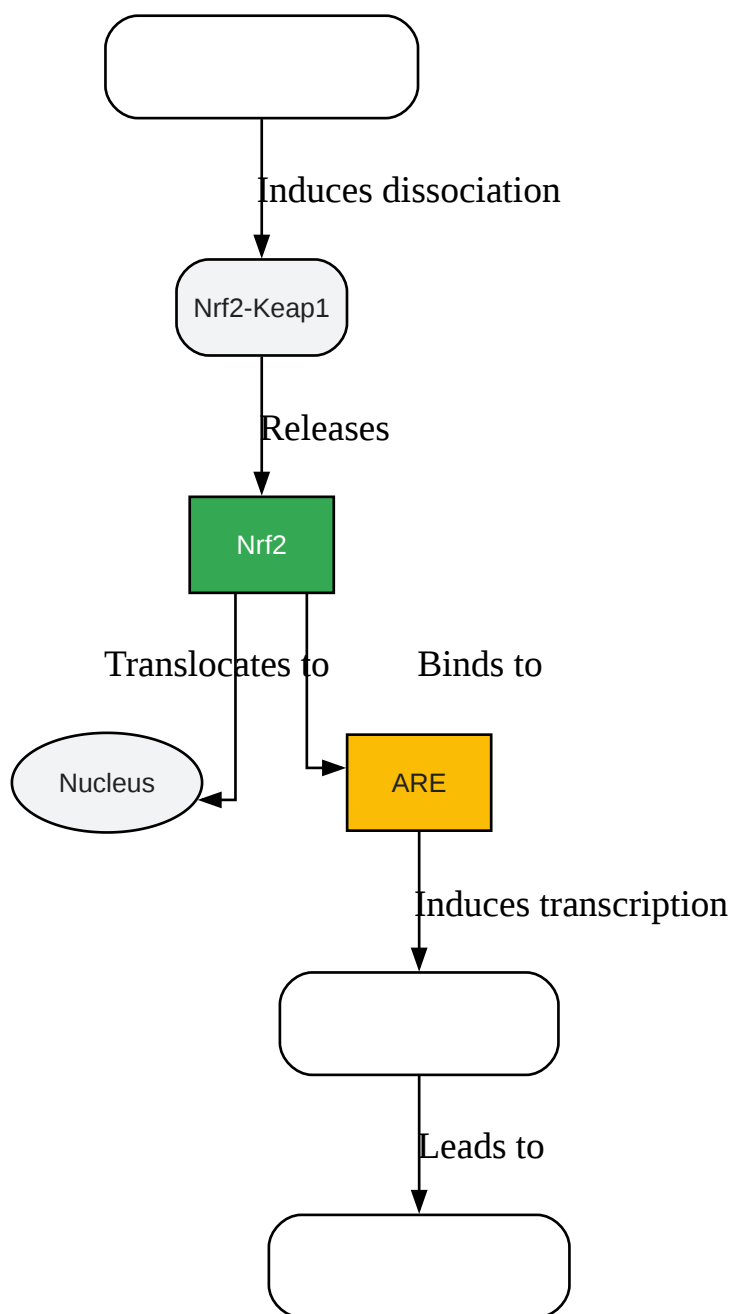 Induces dissociation
Nrf2-Keap1
Releases
Nrf2
Translocates to
Binds to
Nucleus
ARE
Induces transcription
Leads to